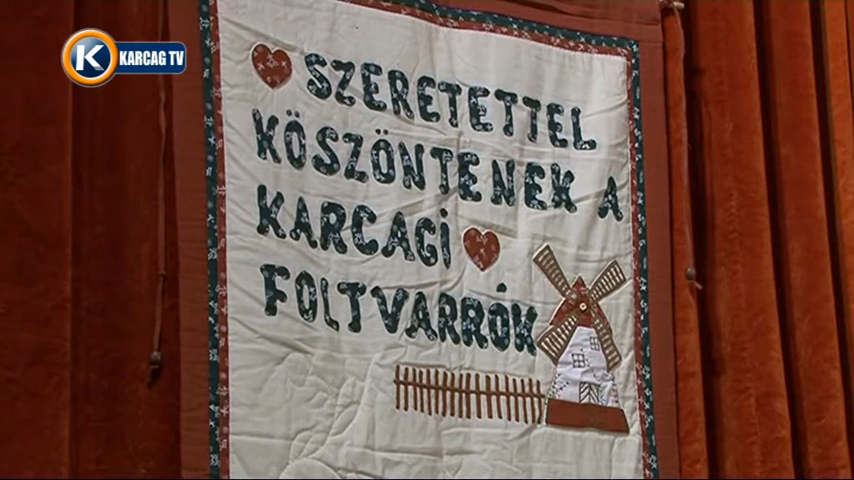 K KARCAG TV
SZERETETTEL
KÖSZÖNTENEK A
KARCAGI
FOLTVARRÓK